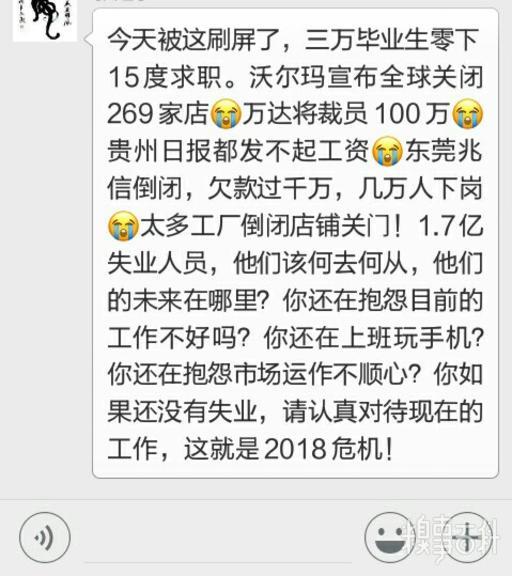 今天被这刷屏了，三万毕业生零下
15度求职。沃尔玛宣布全球关闭
269家店😭万达将裁员100万😭
贵州日报都发不起工资😭东莞兆
信倒闭，欠款过千万，几万人下岗
😭太多工厂倒闭店铺关门！1.7亿
失业人员，他们该何去何从，他们
的未来在哪里？你还在抱怨目前的
工作不好吗？你还在上班玩手机？
你还在抱怨市场运作不顺心？你如
果还没有失业，请认真对待现在的
工作，这就是2018危机！